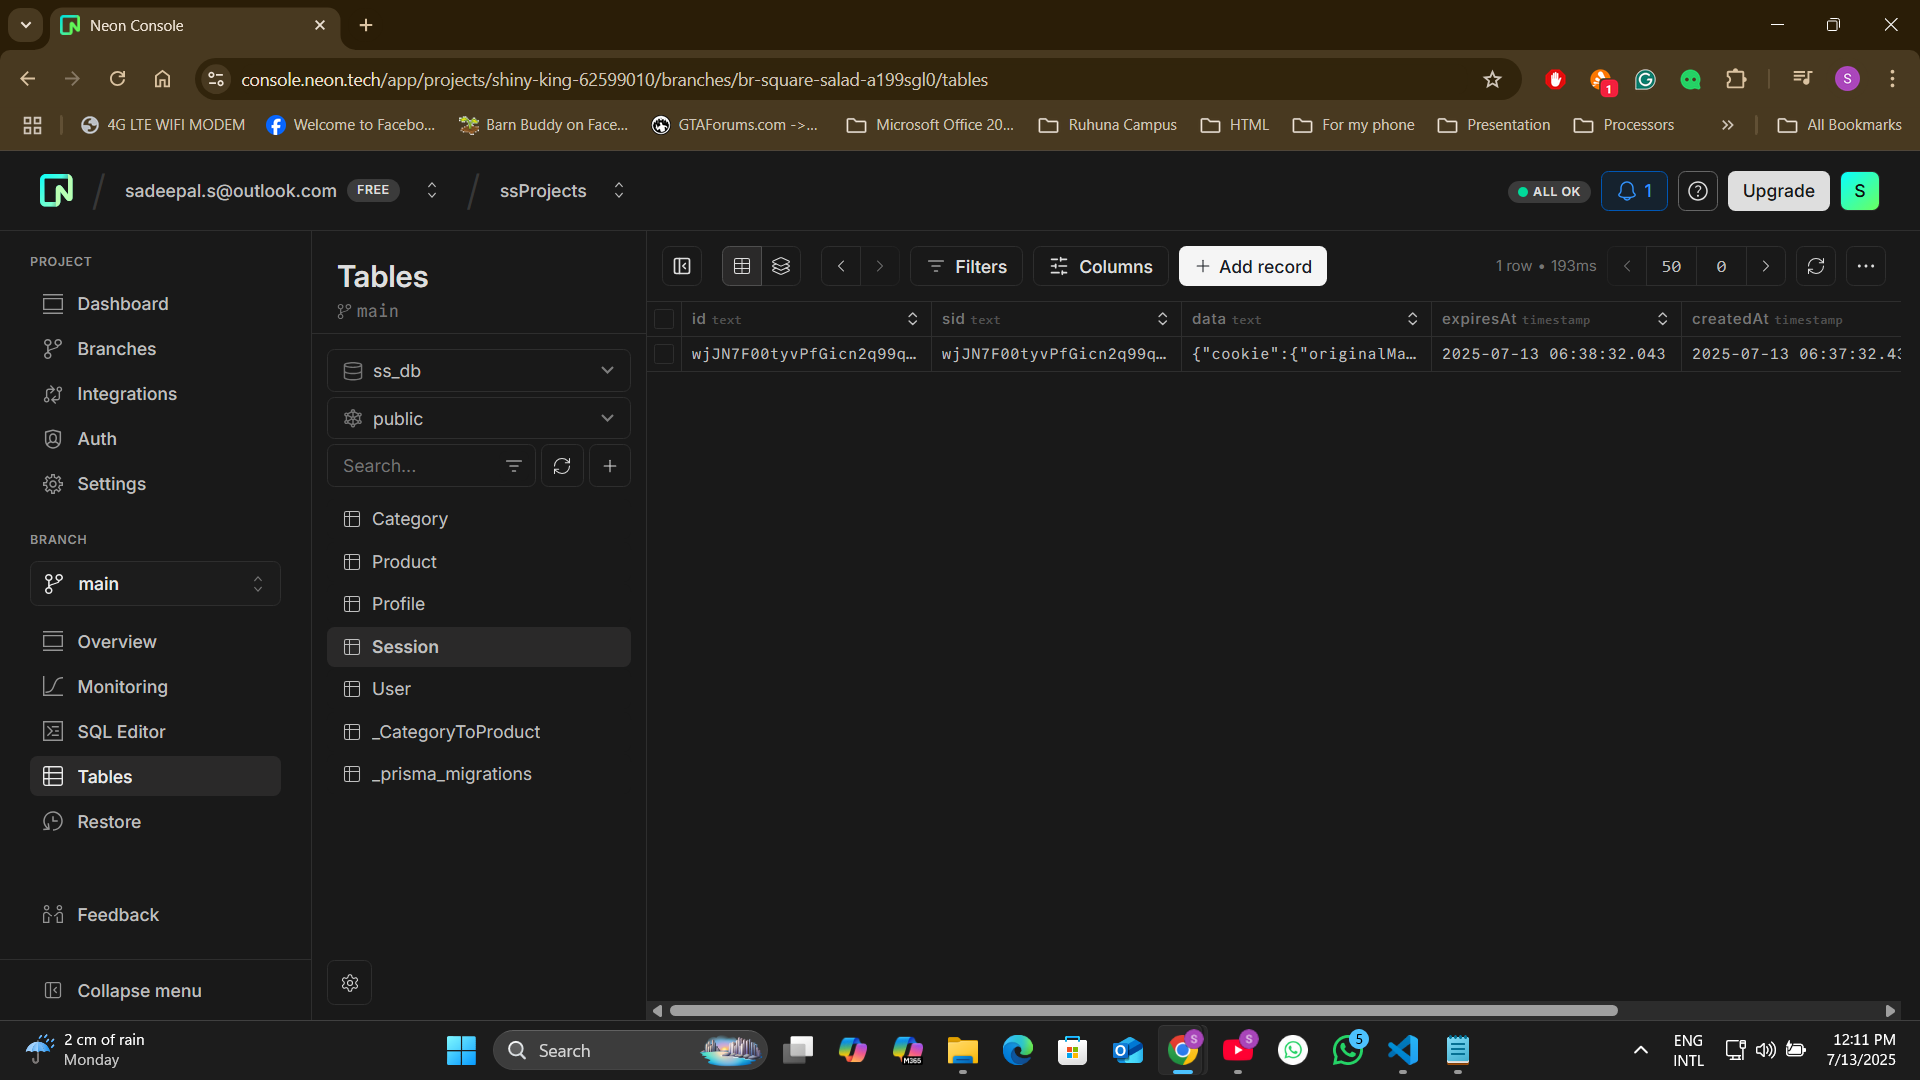 Neon Console
console.neon.tech/app/projects/shiny-king-62599010/branches/br-square-salad-a199sgl0/tables
1
S
4G LTE WIFI MODEM
Welcome to Facebo...
Barn Buddy on Face...
GTAForums.com ->...
Microsoft Office 20...
Ruhuna Campus
HTML
For my phone
Presentation
Processors
All Bookmarks
sadeepal.s@outlook.com FREE
ssProjects
ALL OK
1
Upgrade
S
PROJECT
Dashboard
Branches
Integrations
Auth
Settings
BRANCH
main
Overview
Monitoring
SQL Editor
Tables
Restore
Feedback
Collapse menu
Tables
main
ss_db
public
Search...
Category
Product
Profile
Session
User
_CategoryToProduct
_prisma_migrations
Filters
Columns
Add record
1 row • 193ms
50
0
id text
sid text
data text
expiresAt timestamp
createdAt timestamp
wjJN7F00tyvPfGicn2q99q...
wjJN7F00tyvPfGicn2q99q...
{"cookie":{"originalMa...
2025-07-13 06:38:32.043
2025-07-13 06:37:32.43
2 cm of rain
Monday
Search
M365
S
S
5
ENG
INTL
12:11 PM
7/13/2025